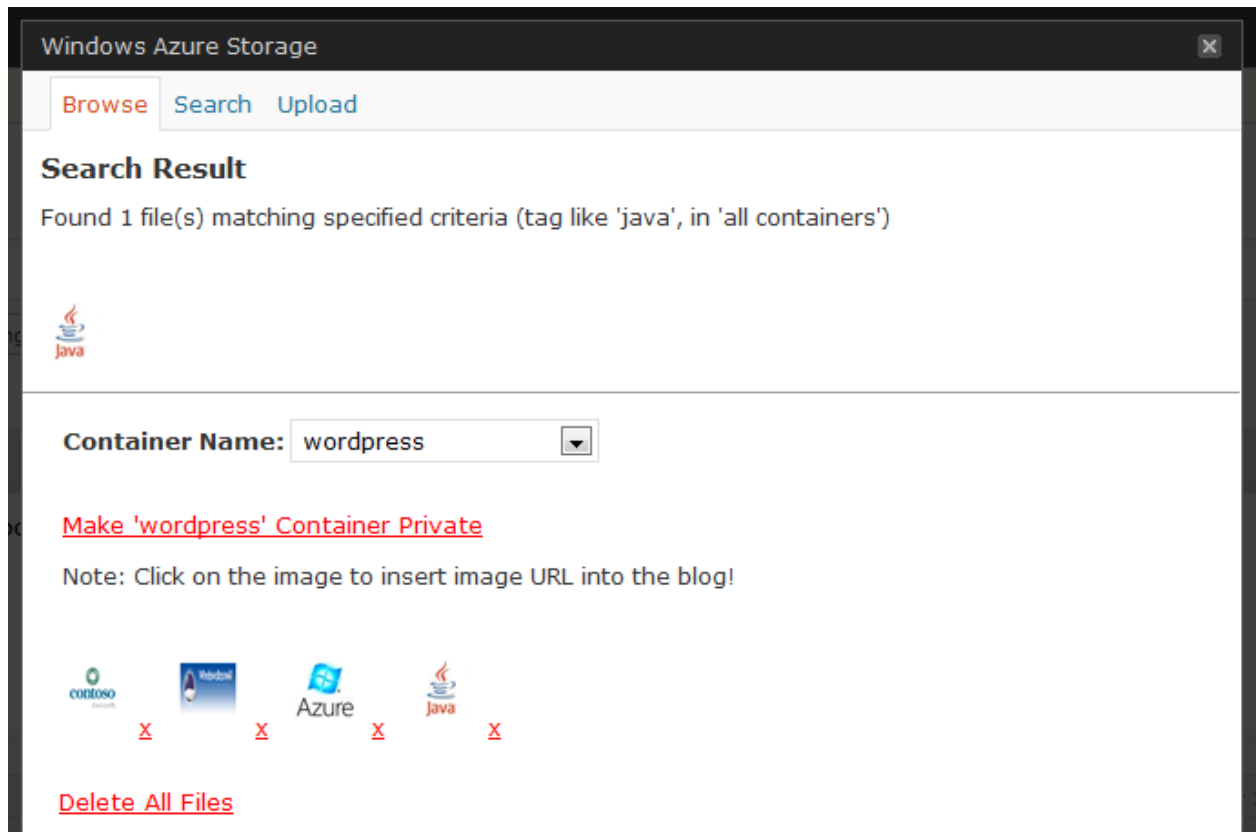 Windows Azure Storage
Browse Search Upload
Search Result
Found 1 file(s) matching specified criteria (tag like 'java', in 'all containers')
Java
Container Name: wordpress
Make 'wordpress' Container Private
Note: Click on the image to insert image URL into the blog!
contoso Azure Java
x x x x
Delete All Files